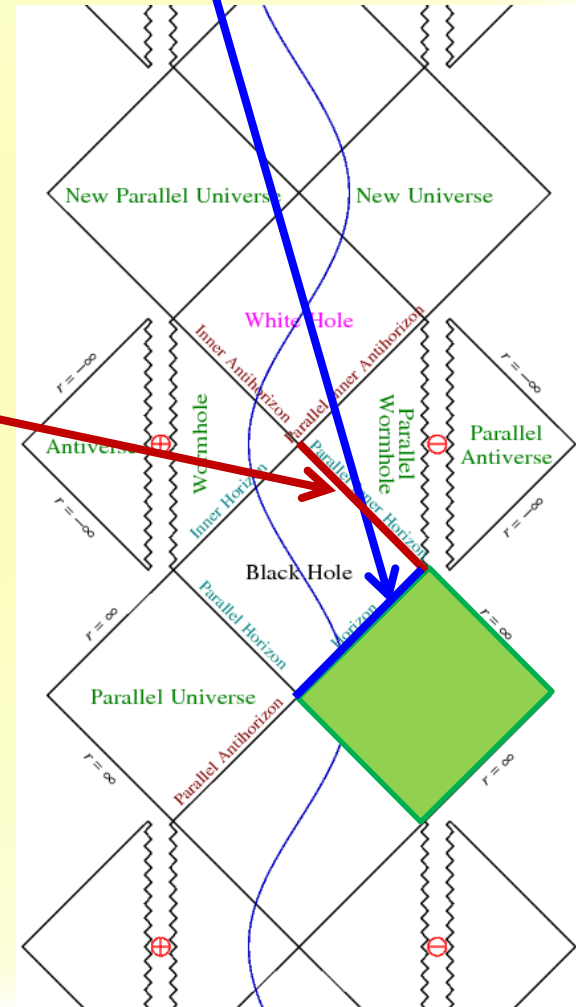 New Parallel Universe
New Universe
White Hole
Inner Antihorizon
Parallel Inner Antihorizon
r = −∞
r = −∞
Antiverse
Wormhole
Parallel
Wormhole
Parallel
Antiverse
⊕
⊖
r = −∞
r = −∞
Inner Horizon
Parallel Inner Horizon
Black Hole
r = ∞
Parallel Horizon
Horizon
r = ∞
Parallel Universe
r = ∞
Parallel Antihorizon
r = ∞
⊕
⊖